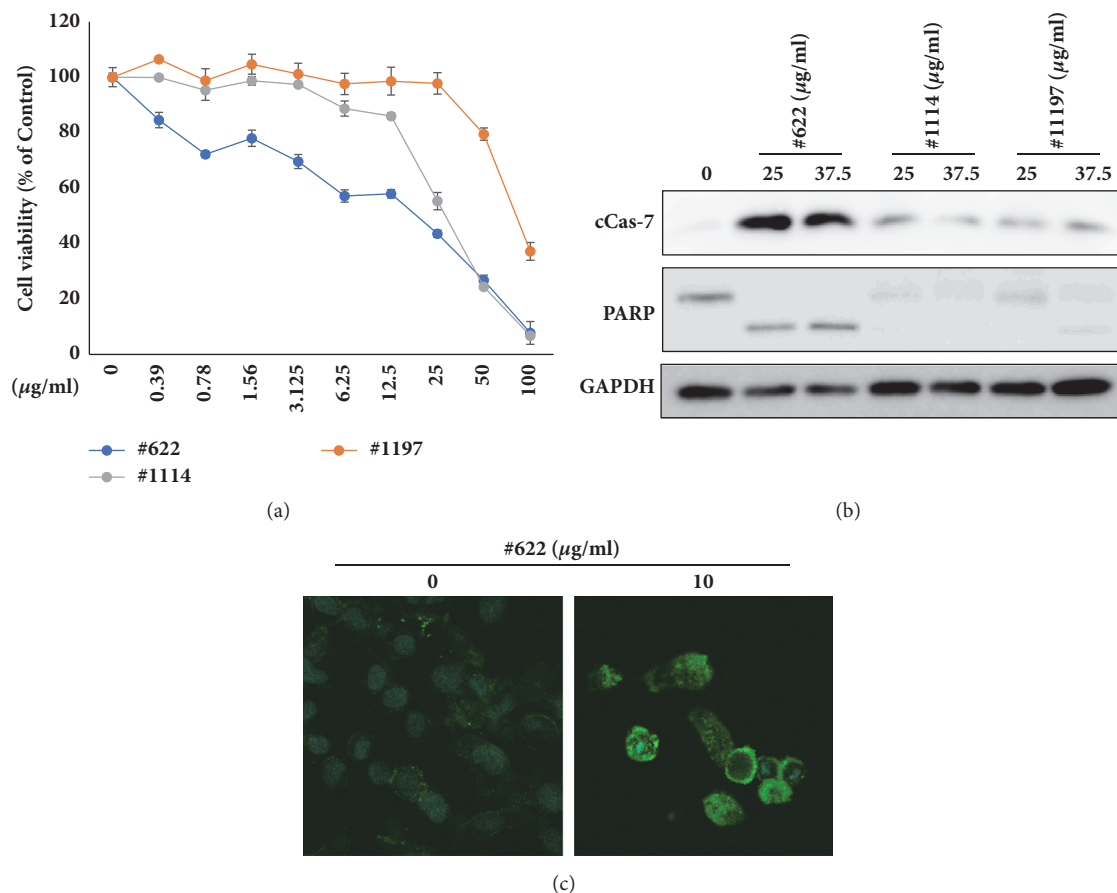 120
100
80
60
40
20
0
Cell viability (% of Control)
0 0.39 0.78 1.56 3.125 6.25 12.5 25 50 100
(μg/ml)
#622 #1197
#1114
(a)
#622 (μg/ml) #1114 (μg/ml) #11197 (μg/ml)
0 25 37.5 25 37.5 25 37.5
cCas-7
PARP
GAPDH
(b)
#622 (μg/ml)
0 10
(c)